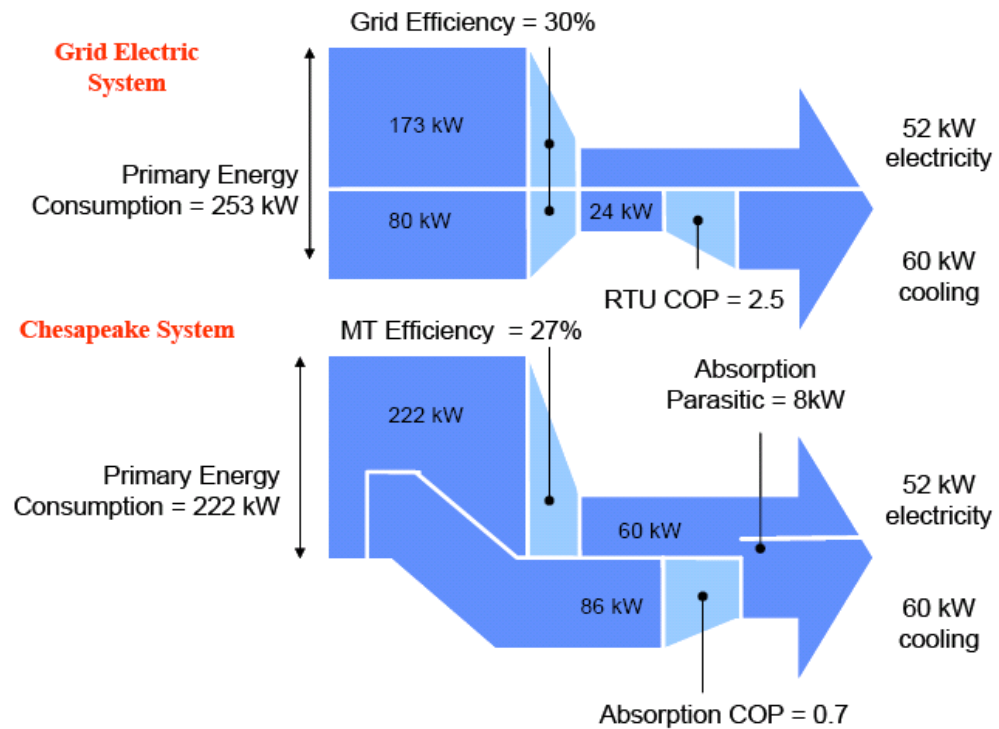 Grid Efficiency = 30%
Grid Electric
System
173 kW
52 kW
electricity
Primary Energy
Consumption = 253 kW
80 kW
24 kW
60 kW
cooling
RTU COP = 2.5
Chesapeake System
MT Efficiency = 27%
Absorption
Parasitic = 8kW
222 kW
Primary Energy
Consumption = 222 kW
52 kW
electricity
60 kW
86 kW
60 kW
cooling
Absorption COP = 0.7